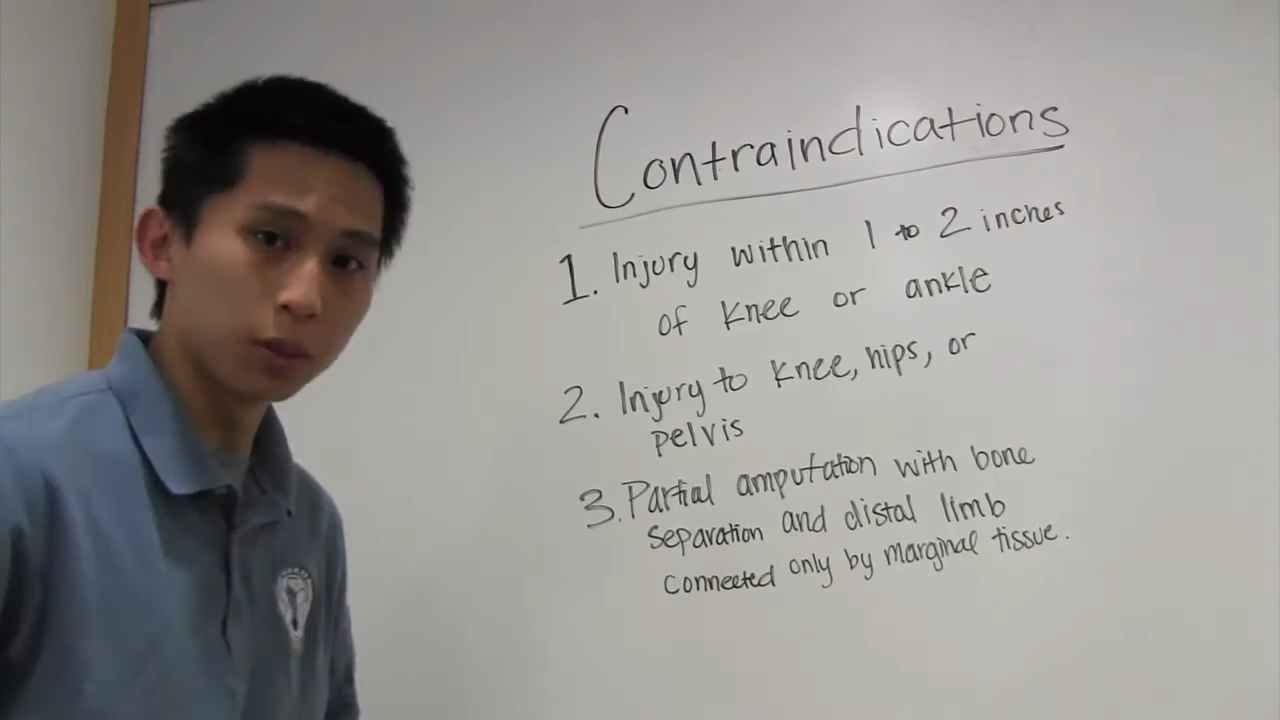 Contraindications
1. Injury within 1 to 2 inches
of knee or ankle
2. Injury to knee, hips, or
pelvis
3. Partial amputation with bone
separation and distal limb
connected only by marginal tissue.